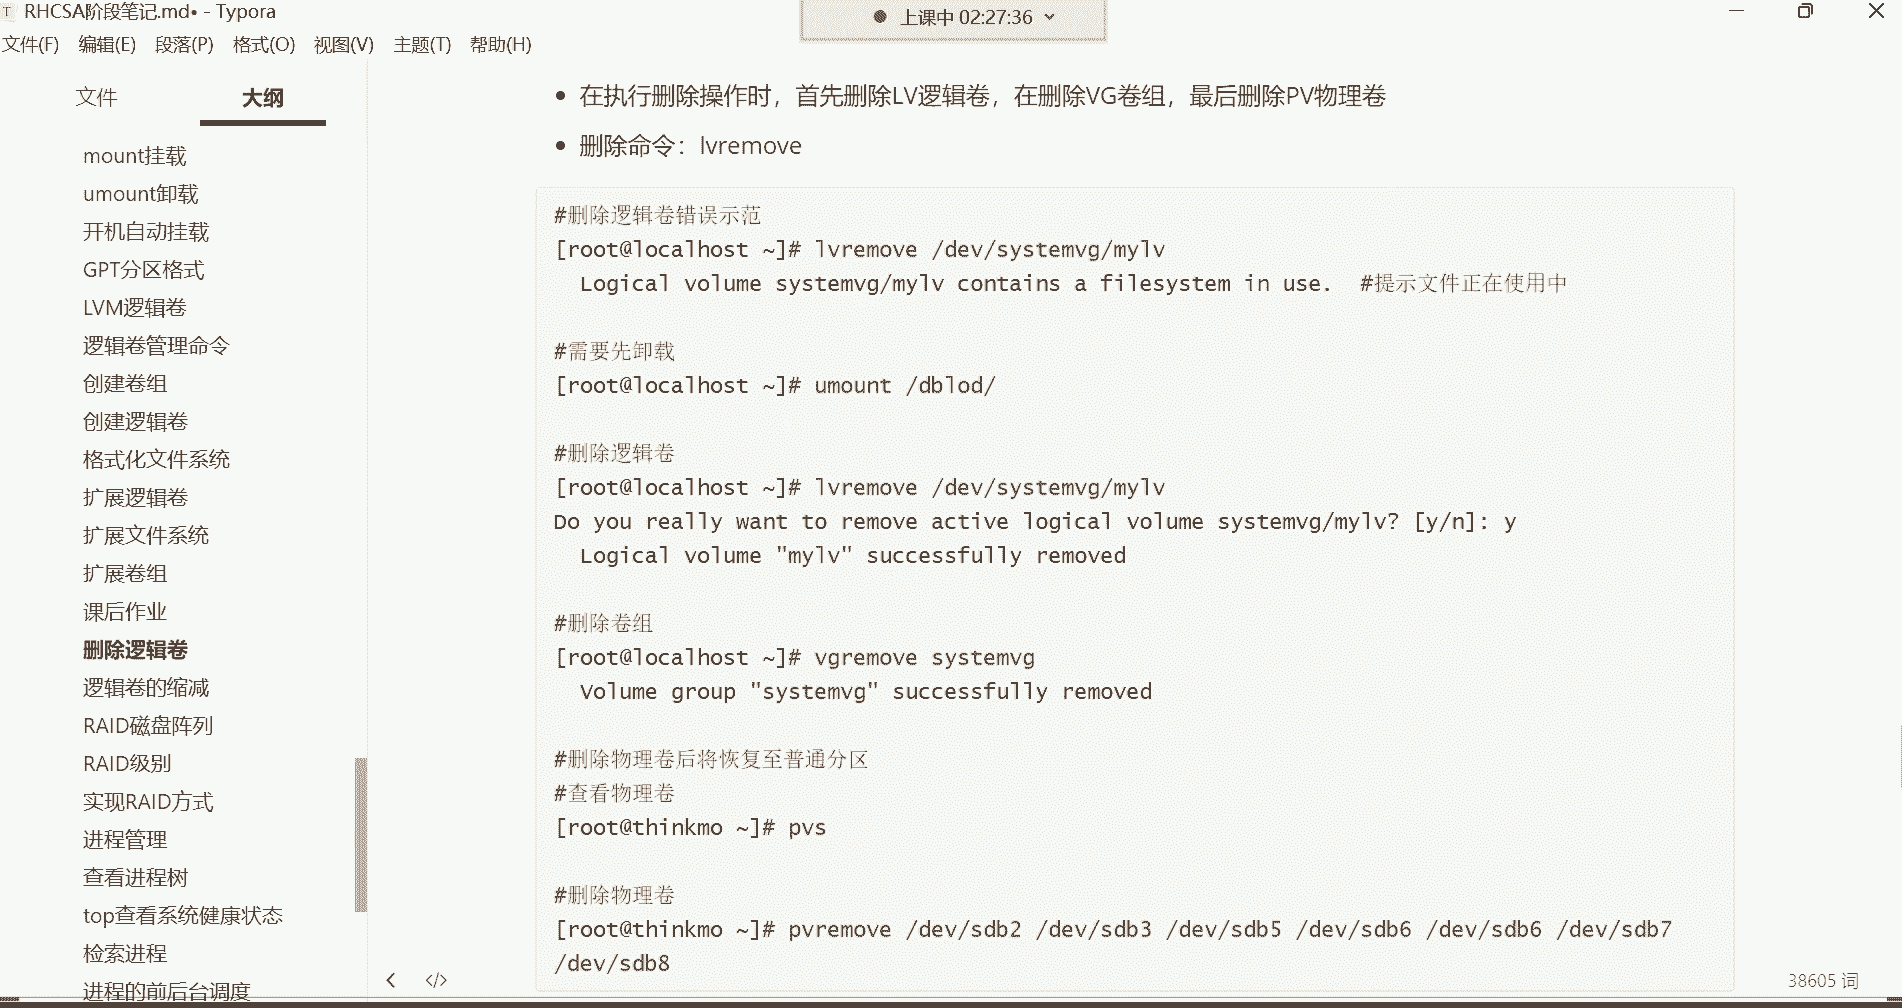 RHCSA阶段笔记.md• - Typora
上课中 02:27:36
文件(F) 编辑(E) 段落(P) 格式(O) 视图(V) 主题(T) 帮助(H)
文件 大纲
mount挂载
umount卸载
开机自动挂载
GPT分区格式
LVM逻辑卷
逻辑卷管理命令
创建卷组
创建逻辑卷
格式化文件系统
扩展逻辑卷
扩展文件系统
扩展卷组
课后作业
删除逻辑卷
逻辑卷的缩减
RAID磁盘阵列
RAID级别
实现RAID方式
进程管理
查看进程树
top查看系统健康状态
检索进程
进程的前后台调度
在执行删除操作时，首先删除LV逻辑卷，在删除VG卷组，最后删除PV物理卷
删除命令：lvremove
#删除逻辑卷错误示范
[root@localhost ~]# lvremove /dev/systemvg/mylv
Logical volume systemvg/mylv contains a filesystem in use. #提示文件正在使用中
#需要先卸载
[root@localhost ~]# umount /dblod/
#删除逻辑卷
[root@localhost ~]# lvremove /dev/systemvg/mylv
Do you really want to remove active logical volume systemvg/mylv? [y/n]: y
Logical volume "mylv" successfully removed
#删除卷组
[root@localhost ~]# vgremove systemvg
Volume group "systemvg" successfully removed
#删除物理卷后将恢复至普通分区
#查看物理卷
[root@thinkmo ~]# pvs
#删除物理卷
[root@thinkmo ~]# pvremove /dev/sdb2 /dev/sdb3 /dev/sdb5 /dev/sdb6 /dev/sdb6 /dev/sdb7
/dev/sdb8
38605 词